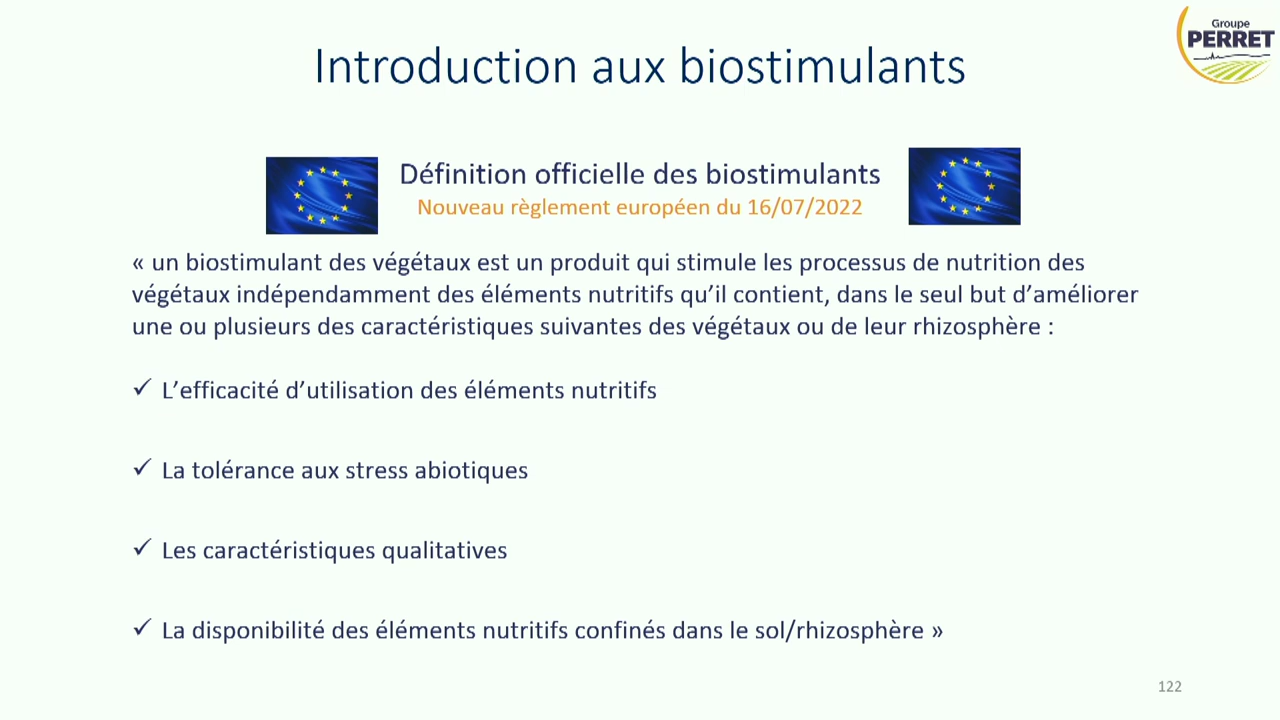 Groupe
PERRET
Introduction aux biostimulants
Définition officielle des biostimulants
Nouveau règlement européen du 16/07/2022
« un biostimulant des végétaux est un produit qui stimule les processus de nutrition des
végétaux indépendamment des éléments nutritifs qu’il contient, dans le seul but d’améliorer
une ou plusieurs des caractéristiques suivantes des végétaux ou de leur rhizosphère :
✓ L’efficacité d’utilisation des éléments nutritifs
✓ La tolérance aux stress abiotiques
✓ Les caractéristiques qualitatives
✓ La disponibilité des éléments nutritifs confinés dans le sol/rhizosphère »
122